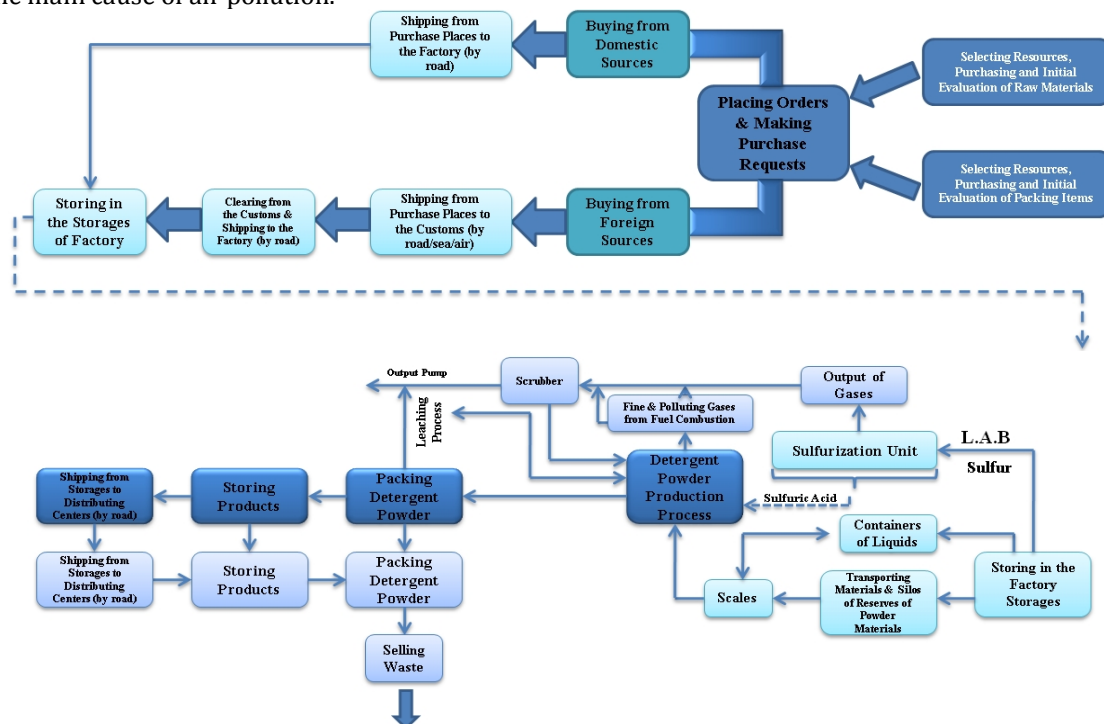 he main cause of air pollution.
Shipping from
Purchase Places to
the Factory (by
road)
Buying from
Domestic
Sources
Selecting Resources,
Purchasing and Initial
Evaluation of Raw Materials
Placing Orders
& Making
Purchase
Requests
Selecting Resources,
Purchasing and Initial
Evaluation of Packing Items
Storing in
the Storages
of Factory
Clearing from
the Customs &
Shipping to the
Factory (by road)
Shipping from
Purchase Places to
the Customs (by
road/sea/air)
Buying from
Foreign
Sources
Output Pump
Scrubber
Output of
Gases
Leaching
Process
Fine & Polluting Gases
from Fuel Combustion
L.A.B
Sulfur
Sulfurization Unit
Shipping from
Storages to
Distributing
Centers (by road)
Storing
Products
Packing
Detergent
Powder
Detergent
Powder
Production
Process
Sulfuric Acid
Containers
of Liquids
Shipping from
Storages to
Distributing
Centers (by road)
Storing
Products
Packing
Detergent
Powder
Scales
Transporting
Materials & Silos
of Reserves of
Powder
Materials
Storing in the
Factory
Storages
Selling
Waste